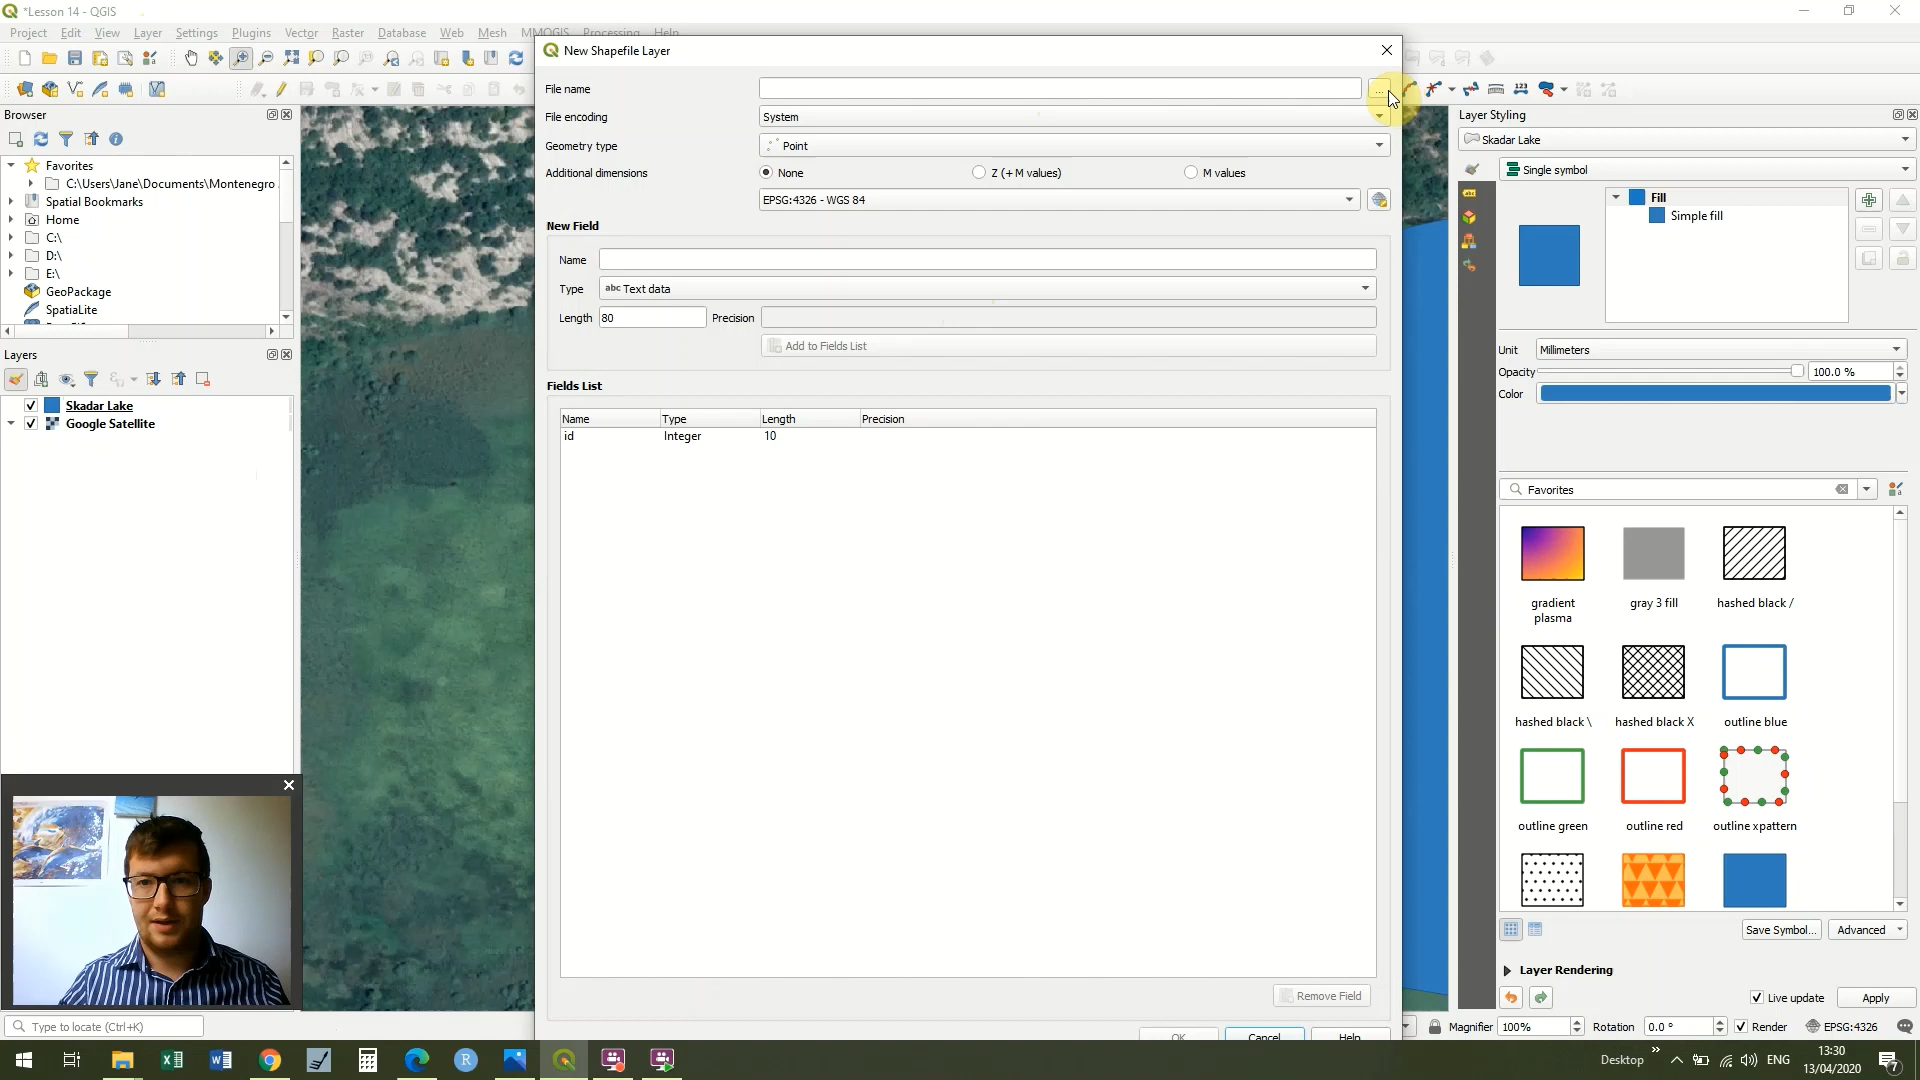 *Lesson 14 - QGIS
Project Edit View Layer Settings Plugins Vector Raster Database Web Mesh MMQGIS Processing Help
New Shapefile Layer
File name
...
File encoding
System
Geometry type
Point
Additional dimensions
None
Z (+ M values)
M values
EPSG:4326 - WGS 84
New Field
Name
Type
abc Text data
Length 80
Precision
Add to Fields List
Fields List
Name Type Length Precision
id Integer 10
Remove Field
OK
Cancel
Help
Browser
Favorites
C:\Users\Jane\Documents\Montenegro
Spatial Bookmarks
Home
C:\
D:\
E:\
GeoPackage
SpatiaLite
Layers
Skadar Lake
Google Satellite
Type to locate (Ctrl+K)
Layer Styling
Skadar Lake
Single symbol
Fill
Simple fill
Unit Millimeters
Opacity 100.0 %
Color
Favorites
gradient plasma
gray 3 fill
hashed black /
hashed black \
hashed black X
outline blue
outline green
outline red
outline xpattern
Save Symbol...
Advanced
Layer Rendering
Live update
Apply
Magnifier 100%
Rotation 0.0 °
Render
EPSG:4326
Desktop
ENG
13:30
13/04/2020
7